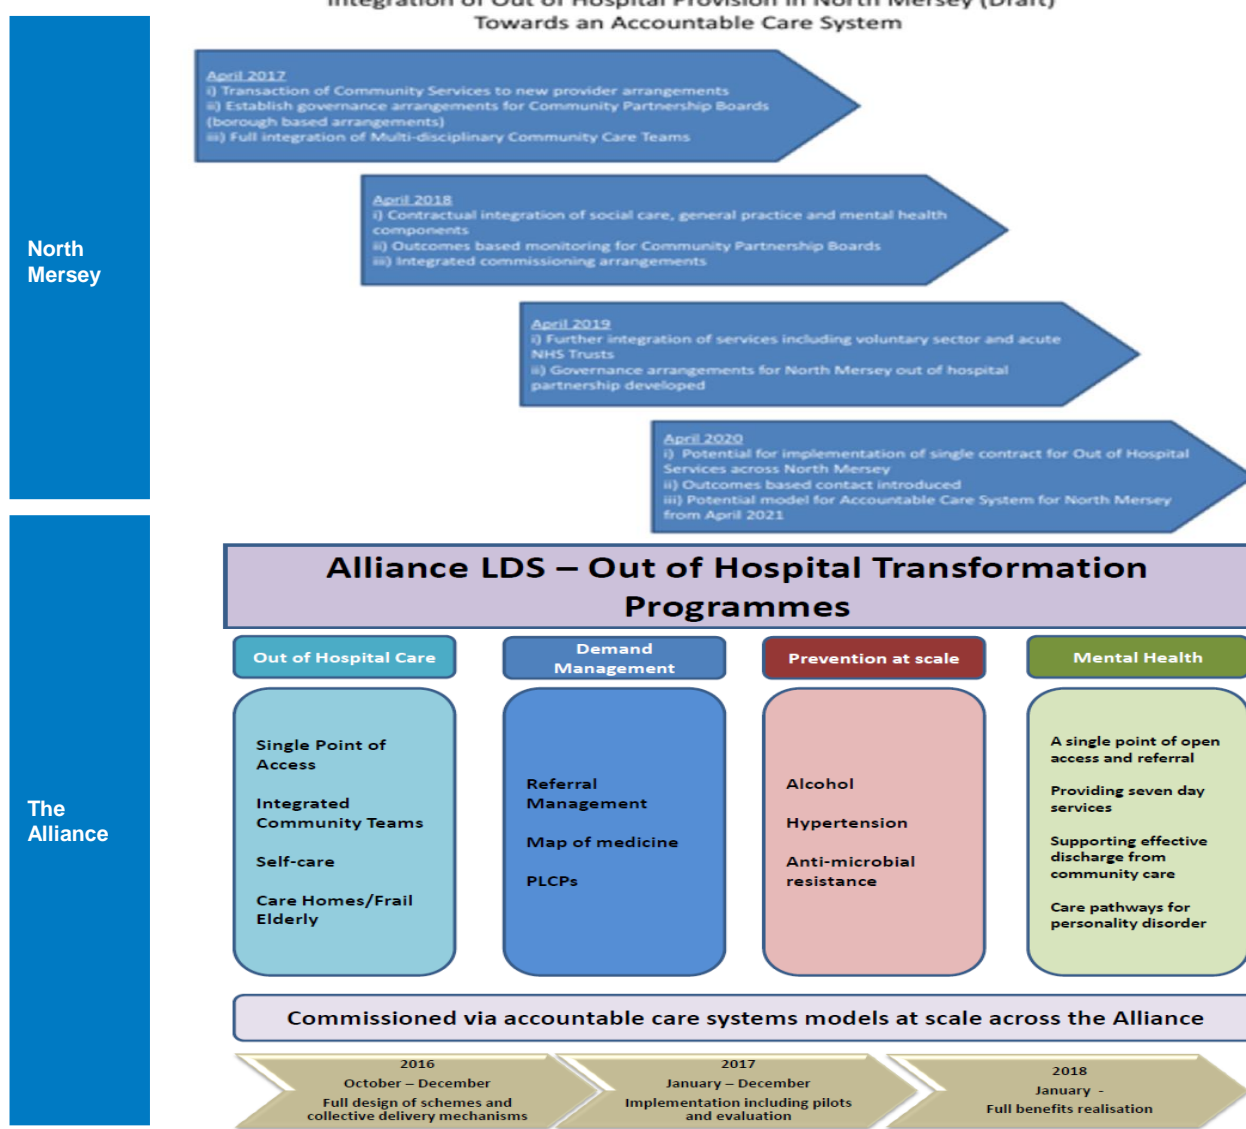 Integration of Out of Hospital Provision in North Mersey (Draft)
Towards an Accountable Care System
North
Mersey
April 2017
i) Transaction of Community Services to new provider arrangements
ii) Establish governance arrangements for Community Partnership Boards
(borough based arrangements)
iii) Full integration of Multi-disciplinary Community Care Teams
April 2018
i) Contractual integration of social care, general practice and mental health
components
ii) Outcomes based monitoring for Community Partnership Boards
iii) Integrated commissioning arrangements
April 2019
i) Further integration of services including voluntary sector and acute
NHS Trusts
ii) Governance arrangements for North Mersey out of hospital
partnership developed
April 2020
i) Potential for implementation of single contract for Out of Hospital
Services across North Mersey
ii) Outcomes based contact introduced
iii) Potential model for Accountable Care System for North Mersey
from April 2021
The
Alliance
Alliance LDS – Out of Hospital Transformation
Programmes
Out of Hospital Care
Single Point of
Access
Integrated
Community Teams
Self-care
Care Homes/Frail
Elderly
Demand
Management
Referral
Management
Map of medicine
PLCPs
Prevention at scale
Alcohol
Hypertension
Anti-microbial
resistance
Mental Health
A single point of open
access and referral
Providing seven day
services
Supporting effective
discharge from
community care
Care pathways for
personality disorder
Commissioned via accountable care systems models at scale across the Alliance
2016
October – December
Full design of schemes and
collective delivery mechanisms
2017
January – December
Implementation including pilots
and evaluation
2018
January -
Full benefits realisation